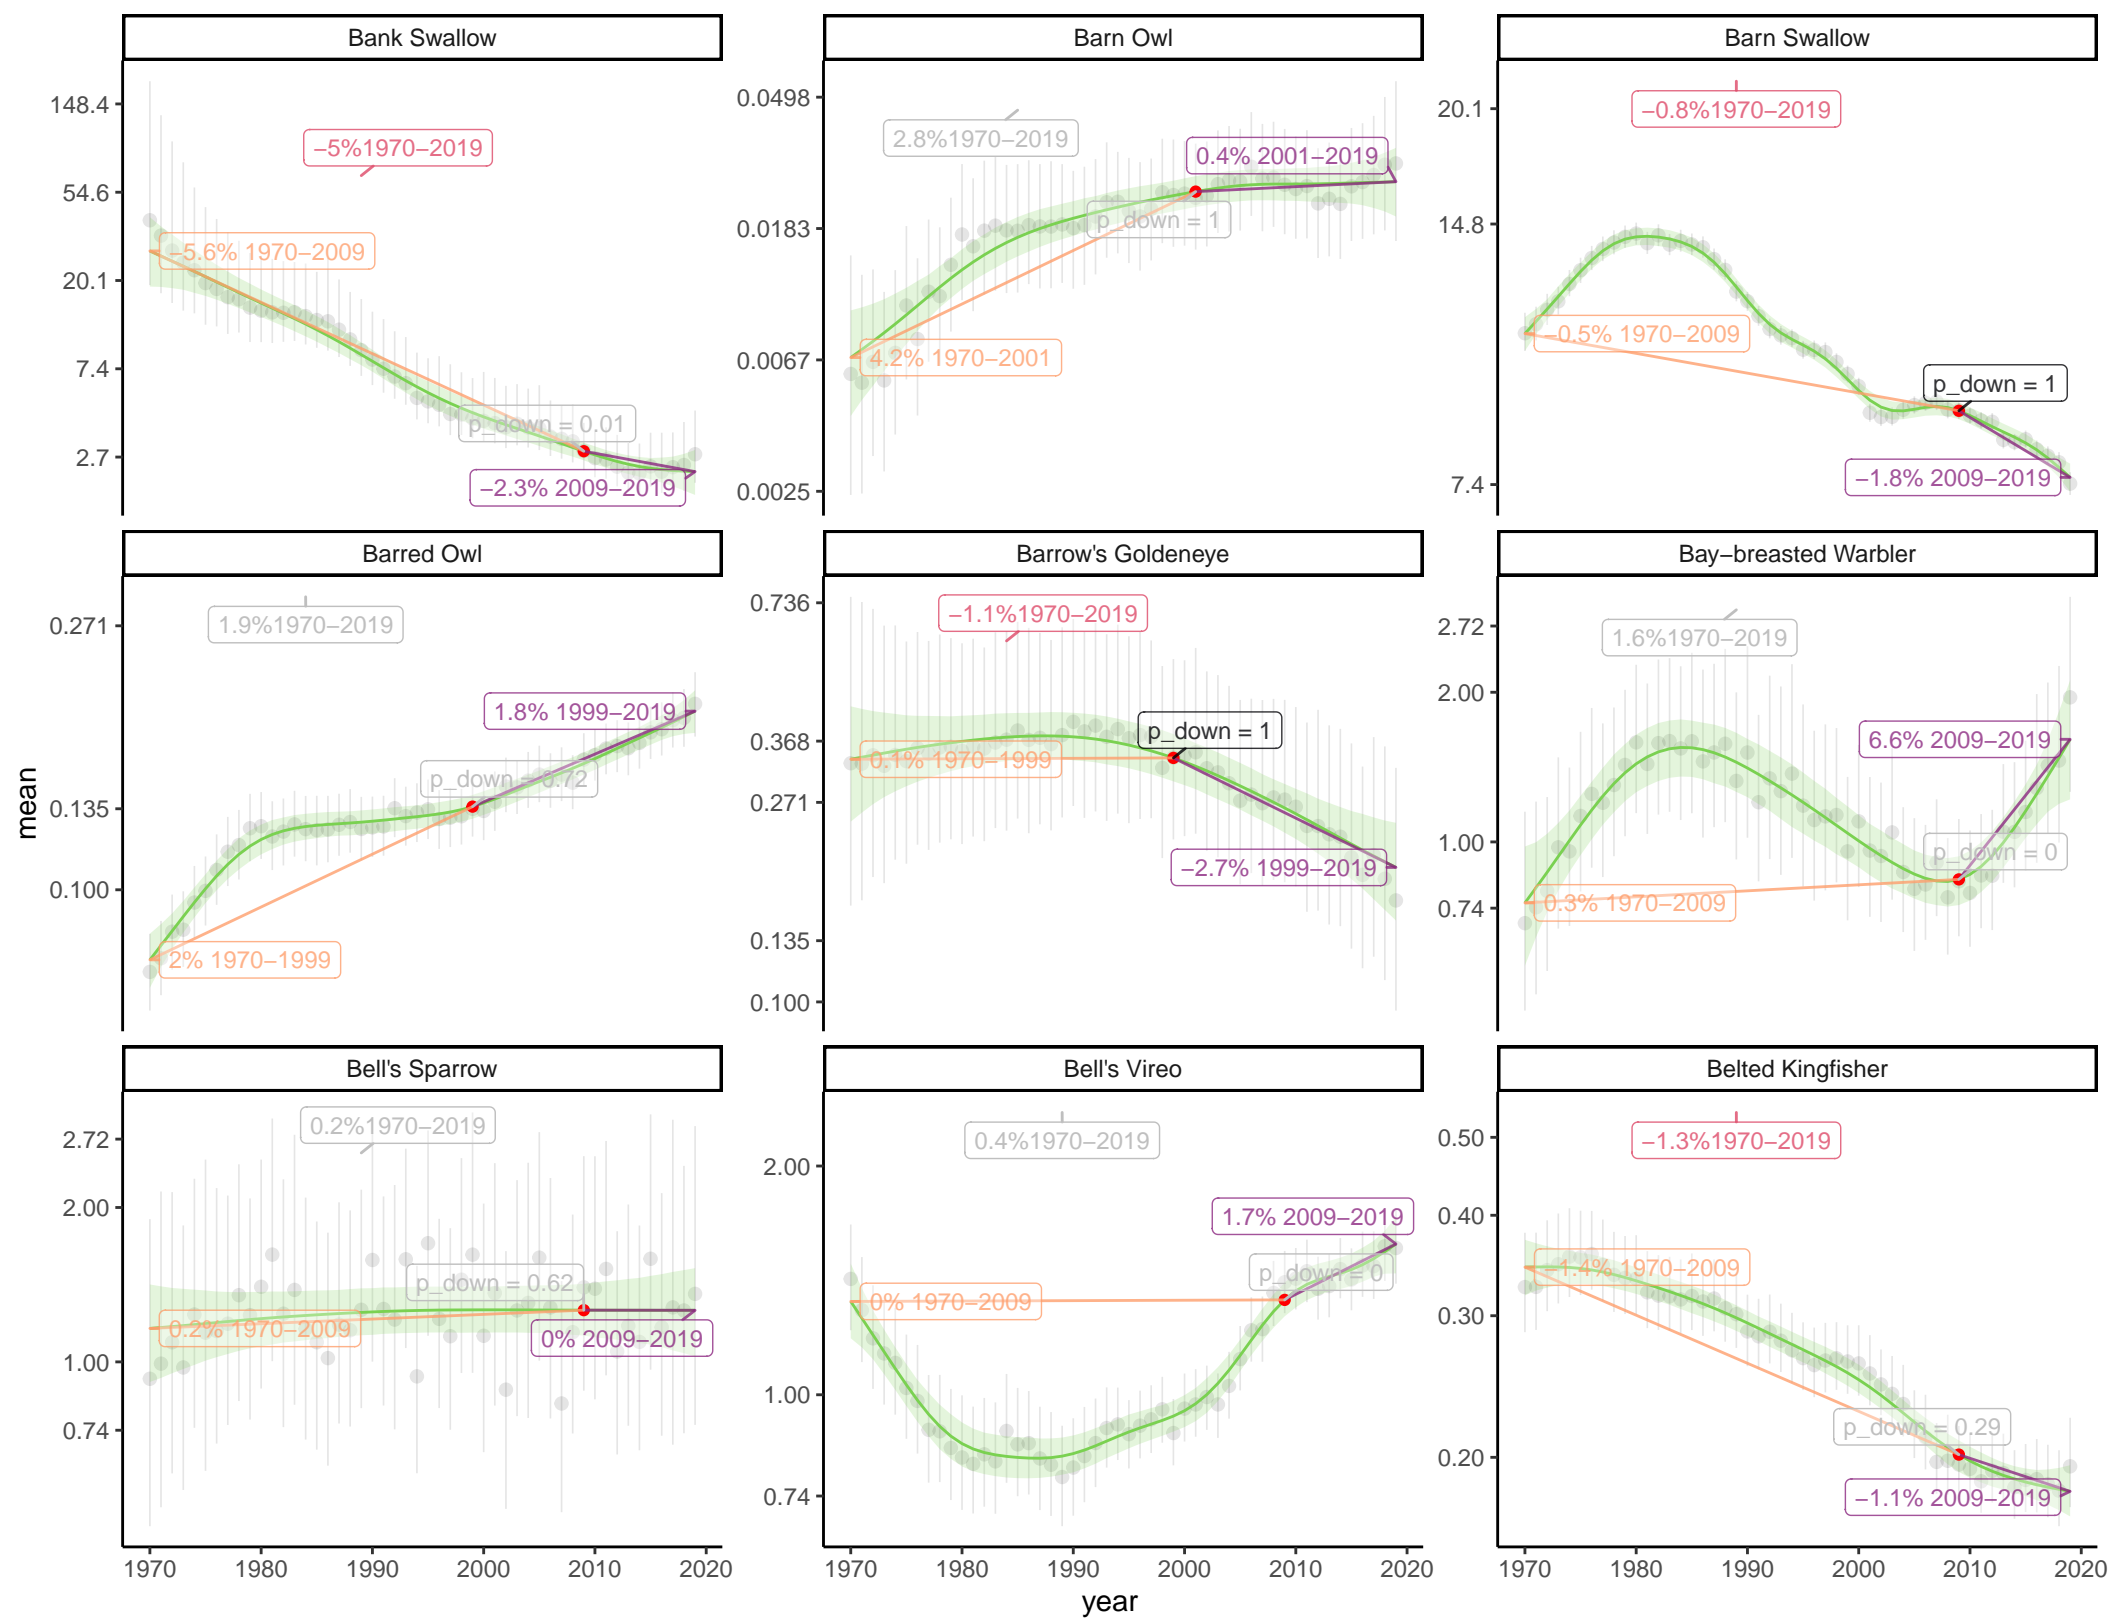 Bank Swallow
Barn Owl
Barn Swallow
148.4
54.6
20.1
7.4
2.7
−5%1970−2019
−5.6% 1970−2009
p_down = 0.01
−2.3% 2009−2019
0.0498
0.0183
0.0067
0.0025
2.8%1970−2019
0.4% 2001−2019
p_down = 1
4.2% 1970−2001
20.1
14.8
7.4
−0.8%1970−2019
−0.5% 1970−2009
p_down = 1
−1.8% 2009−2019
mean
Barred Owl
Barrow's Goldeneye
Bay−breasted Warbler
0.271
0.135
0.100
1.9%1970−2019
1.8% 1999−2019
p_down = 0.72
2% 1970−1999
0.736
0.368
0.271
0.135
0.100
−1.1%1970−2019
p_down = 1
0.1% 1970−1999
−2.7% 1999−2019
2.72
2.00
1.00
0.74
1.6%1970−2019
6.6% 2009−2019
p_down = 0
0.3% 1970−2009
Bell's Sparrow
Bell's Vireo
Belted Kingfisher
2.72
2.00
1.00
0.74
0.2%1970−2019
p_down = 0.62
0.2% 1970−2009
0% 2009−2019
2.00
1.00
0.74
0.4%1970−2019
1.7% 2009−2019
p_down = 0
0% 1970−2009
0.50
0.40
0.30
0.20
−1.3%1970−2019
−1.4% 1970−2009
p_down = 0.29
−1.1% 2009−2019
1970 1980 1990 2000 2010 2020
1970 1980 1990 2000 2010 2020
1970 1980 1990 2000 2010 2020
year